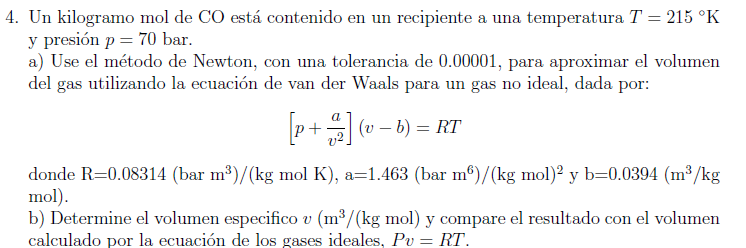 4. Un kilogramo mol de CO está contenido en un recipiente a una temperatura T = 215 °K
y presión p = 70 bar.
a) Use el método de Newton, con una tolerancia de 0.00001, para aproximar el volumen
del gas utilizando la ecuación de van der Waals para un gas no ideal, dada por:
[p + a/v²] (v − b) = RT
donde R=0.08314 (bar m³)/(kg mol K), a=1.463 (bar m⁶)/(kg mol)² y b=0.0394 (m³/kg
mol).
b) Determine el volumen especifico v (m³/(kg mol) y compare el resultado con el volumen
calculado por la ecuación de los gases ideales, Pv = RT.